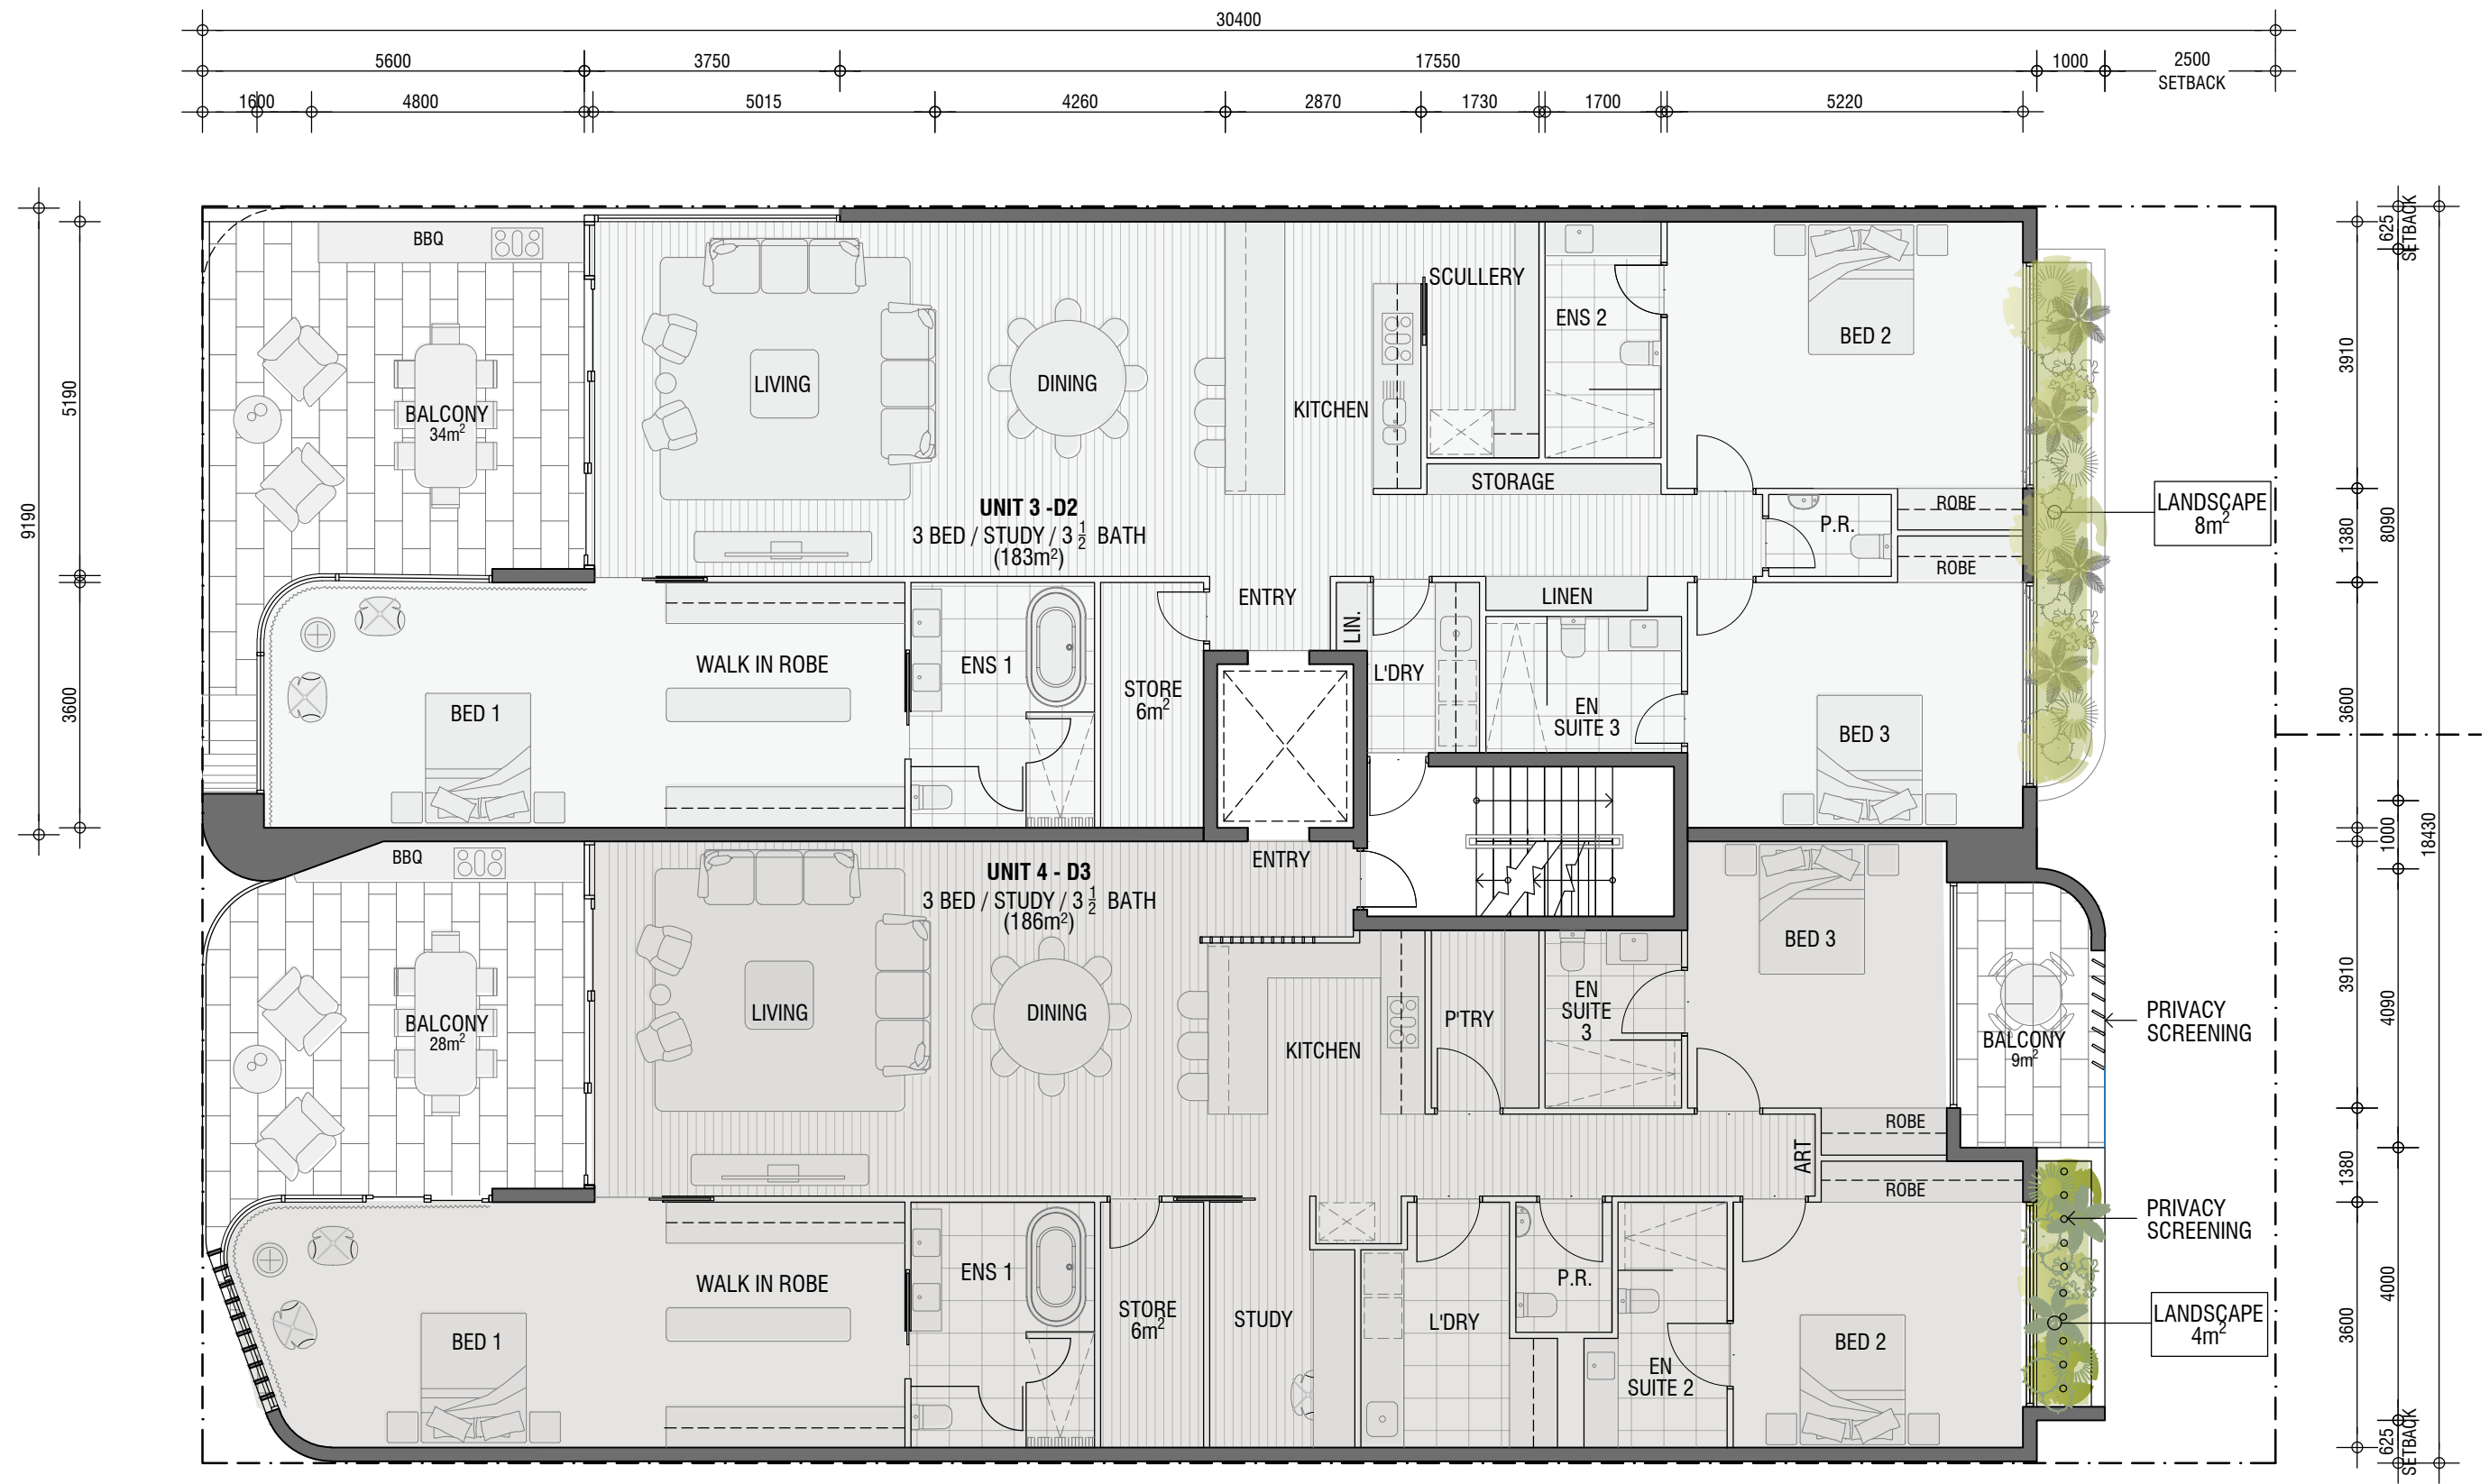 30400
5600
3750
17550
1000
2500
SETBACK
1600
4800
5015
4260
2870
1730
1700
5220
9190
5190
3600
625
SETBACK
3910
1380
8090
3600
1000
18430
3910
4090
1380
4000
3600
625
SETBACK
BBQ
BALCONY
34m²
LIVING
DINING
KITCHEN
SCULLERY
ENS 2
BED 2
STORAGE
UNIT 3 -D2
3 BED / STUDY / 3 ½ BATH
(183m²)
P.R.
ROBE
ROBE
LANDSCAPE
8m²
ENTRY
LIN.
LINEN
WALK IN ROBE
ENS 1
STORE
6m²
L'DRY
EN
SUITE 3
BED 1
BED 3
BBQ
ENTRY
UNIT 4 - D3
3 BED / STUDY / 3 ½ BATH
(186m²)
BALCONY
28m²
LIVING
DINING
KITCHEN
P'TRY
EN
SUITE
3
BED 3
BALCONY
9m²
PRIVACY
SCREENING
ROBE
ART
ROBE
PRIVACY
SCREENING
WALK IN ROBE
ENS 1
STORE
6m²
STUDY
L'DRY
P.R.
EN
SUITE 2
BED 1
BED 2
LANDSCAPE
4m²